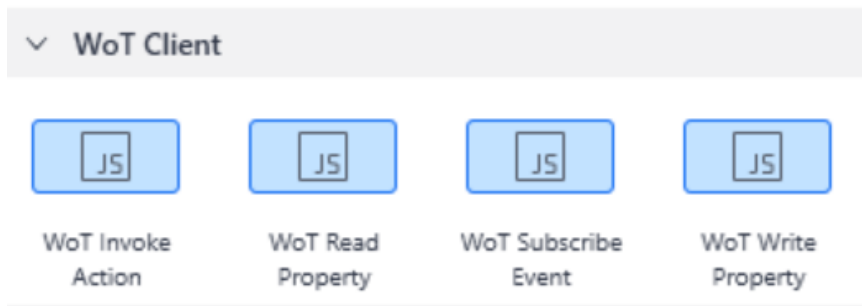 WoT Client
JS JS JS JS
WoT Invoke Action
WoT Read Property
WoT Subscribe Event
WoT Write Property